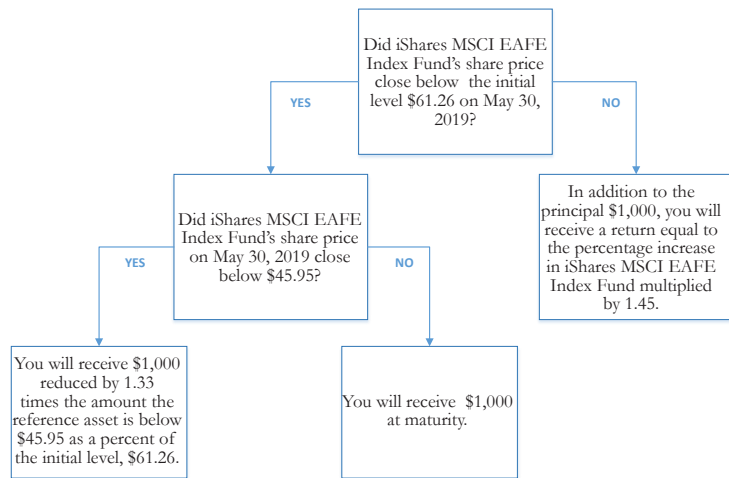 Did iShares MSCI EAFE
Index Fund's share price
close below the initial
level $61.26 on May 30,
2019?
YES
NO
Did iShares MSCI EAFE
Index Fund's share price
on May 30, 2019 close
below $45.95?
In addition to the
principal $1,000, you will
receive a return equal to
the percentage increase
in iShares MSCI EAFE
Index Fund multiplied
by 1.45.
YES
NO
You will receive $1,000
reduced by 1.33
times the amount the
reference asset is below
$45.95 as a percent of
the initial level, $61.26.
You will receive $1,000
at maturity.